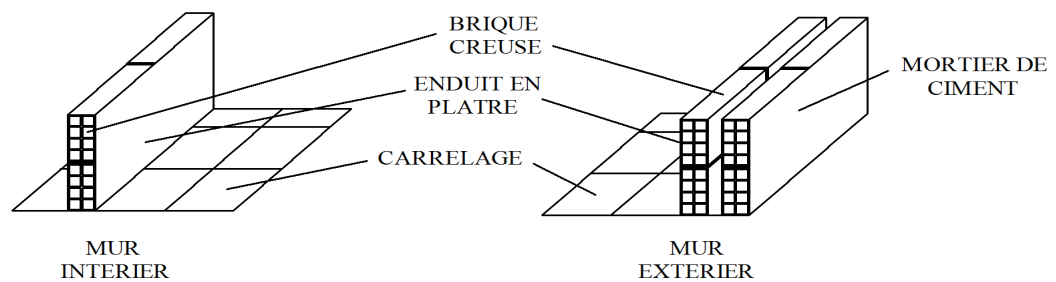 BRIQUE
CREUSE
ENDUIT EN
PLATRE
CARRELAGE
MORTIER DE
CIMENT
MUR
INTERIER
MUR
EXTERIER